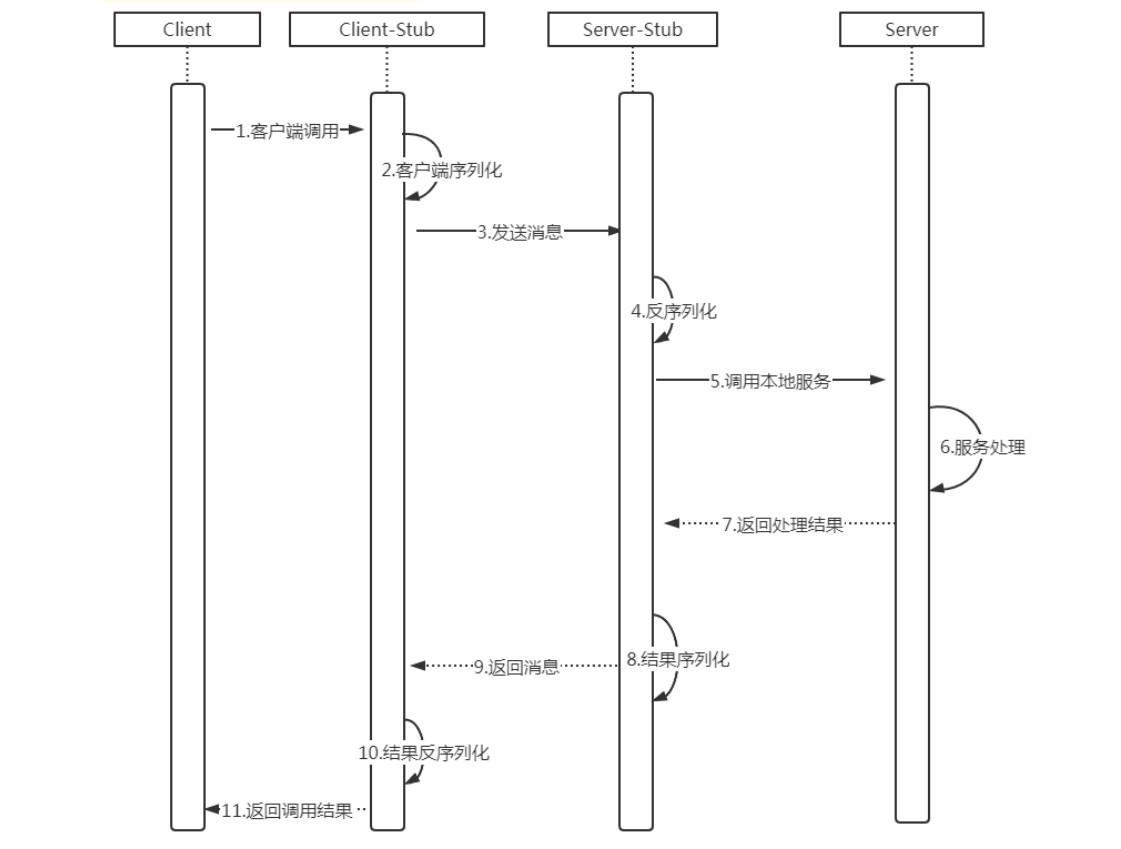 Client
Client-Stub
Server-Stub
Server
1.客户端调用
2.客户端序列化
3.发送消息
4.反序列化
5.调用本地服务
6.服务处理
7.返回处理结果
8.结果序列化
9.返回消息
10.结果反序列化
11.返回调用结果